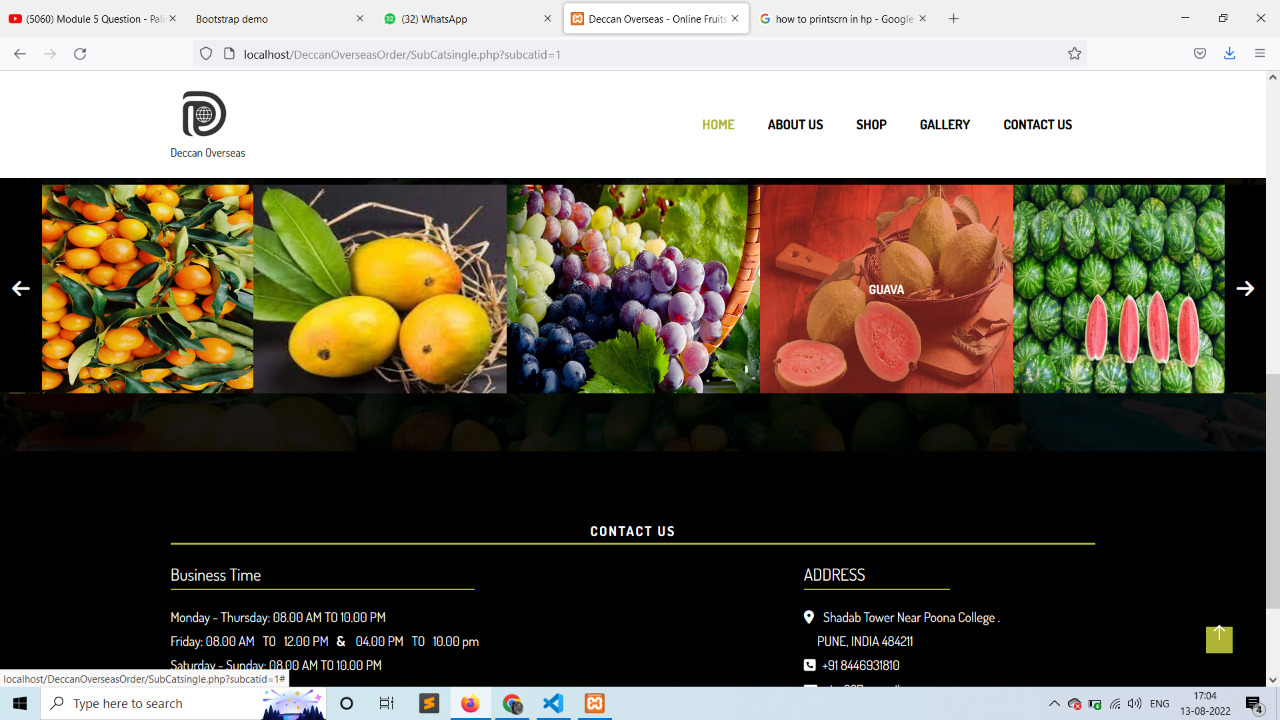 (5060) Module 5 Question - Pali
Bootstrap demo
32
(32) WhatsApp
Deccan Overseas - Online Fruits
how to printscrn in hp - Google
localhost/DeccanOverseasOrder/SubCatsingle.php?subcatid=1
Deccan Overseas
HOME
ABOUT US
SHOP
GALLERY
CONTACT US
GUAVA
CONTACT US
Business Time
ADDRESS
Monday - Thursday: 08.00 AM TO 10.00 PM
Shadab Tower Near Poona College .
Friday: 08.00 AM TO 12.00 PM & 04.00 PM TO 10.00 pm
PUNE, INDIA 484211
Saturday - Sunday: 08.00 AM TO 10.00 PM
+91 8446931810
localhost/DeccanOverseasOrder/SubCatsingle.php?subcatid=1#
Type here to search
ENG
17:04
13-08-2022
4